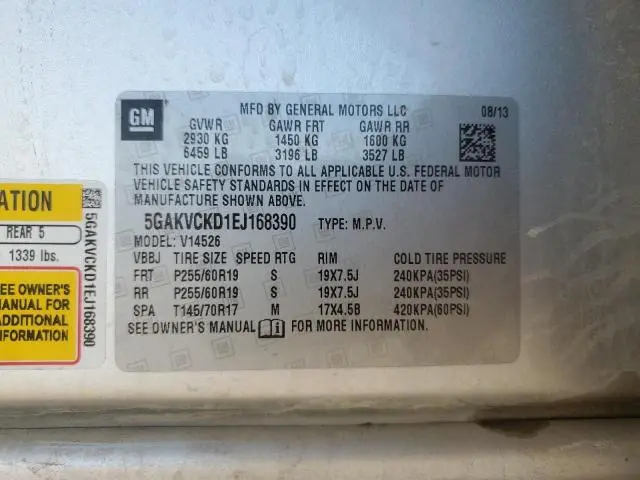 GM
MFD BY GENERAL MOTORS LLC 08/13
GVWR GAWR FRT GAWR RR
2930 KG 1450 KG 1600 KG
6459 LB 3196 LB 3527 LB
THIS VEHICLE CONFORMS TO ALL APPLICABLE U.S. FEDERAL MOTOR
VEHICLE SAFETY STANDARDS IN EFFECT ON THE DATE OF
MANUFACTURE SHOWN ABOVE.
5GAKVCKD1EJ168390 TYPE: M.P.V.
MODEL: V14526
VBBJ TIRE SIZE SPEED RTG RIM COLD TIRE PRESSURE
FRT P255/60R19 S 19X7.5J 240KPA(35PSI)
RR P255/60R19 S 19X7.5J 240KPA(35PSI)
SPA T145/70R17 M 17X4.5B 420KPA(60PSI)
SEE OWNER'S MANUAL FOR MORE INFORMATION.
ATION
REAR 5
1339 lbs.
EE OWNER'S
MANUAL FOR
ADDITIONAL
FORMATION
5GAKVCKD1EJ168390